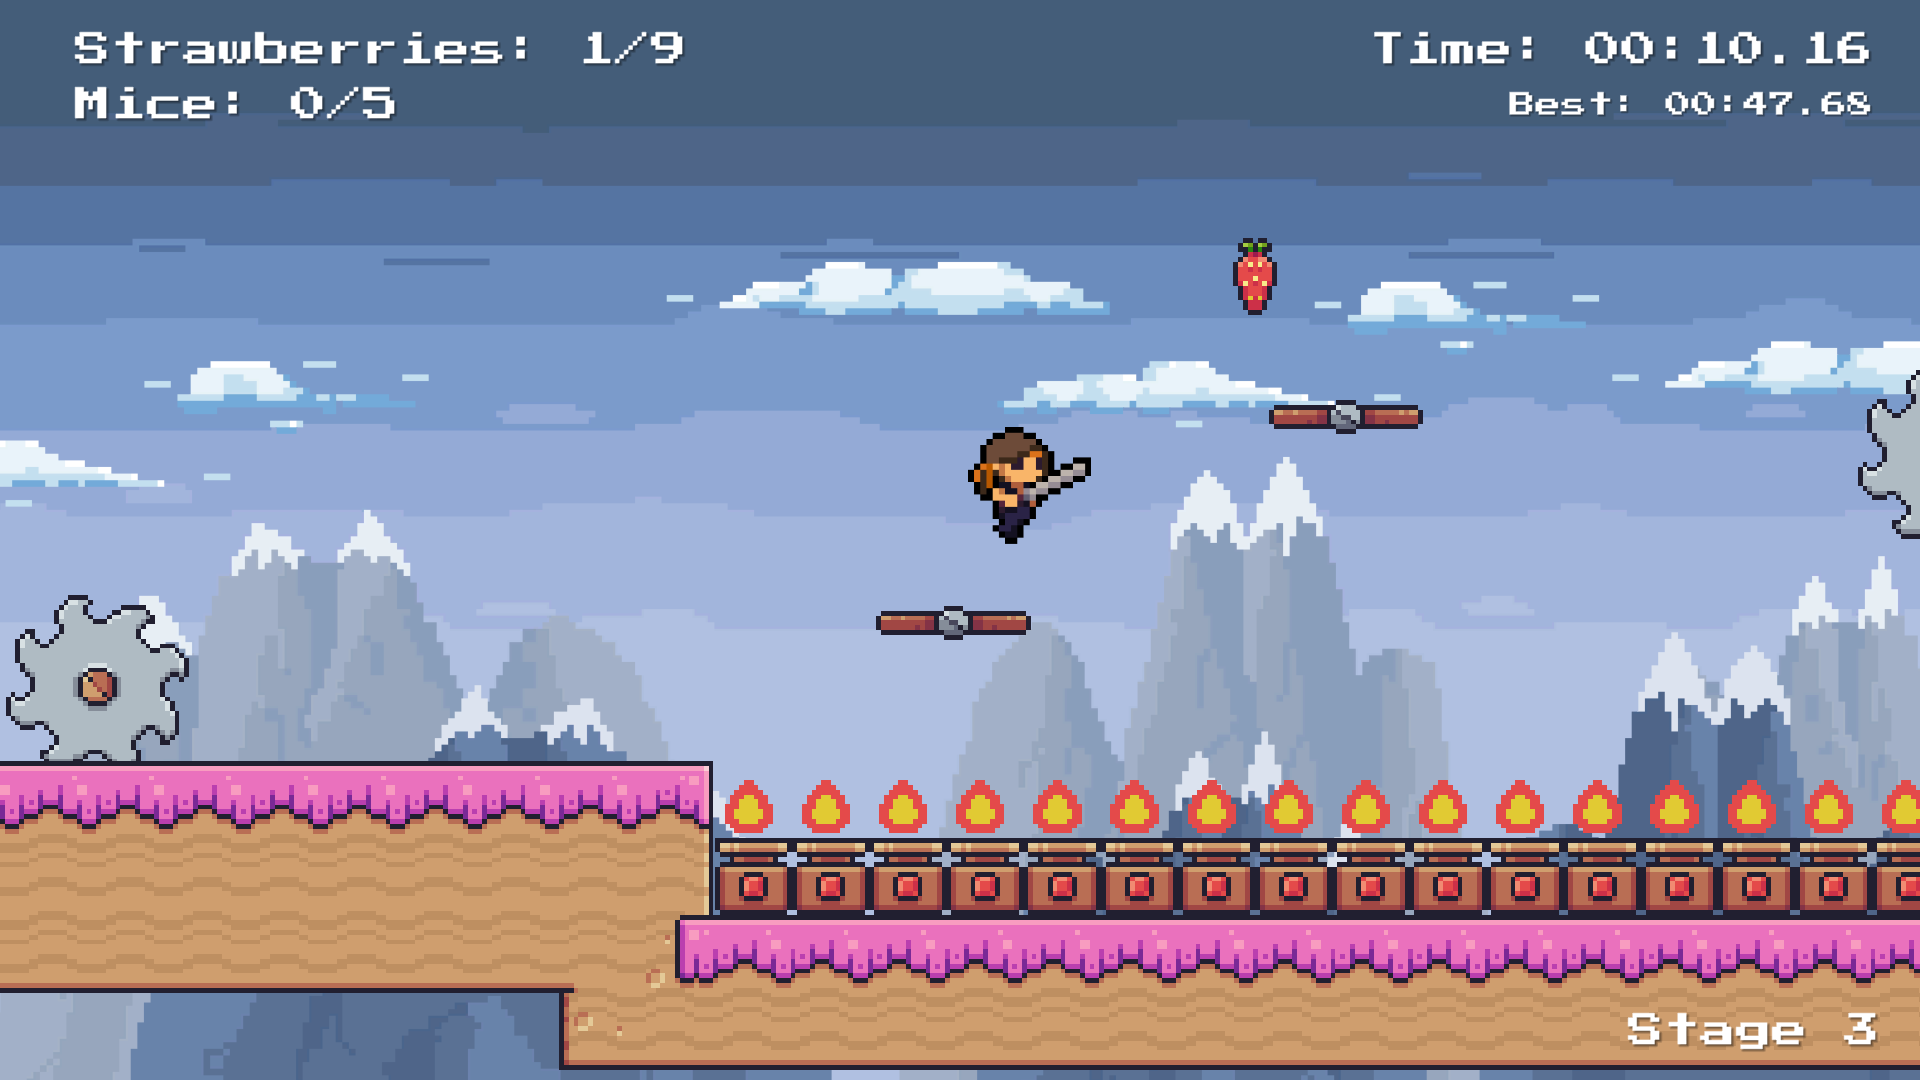 Strawberries: 1/9
Mice: 0/5
Time: 00:10.16
Best: 00:47.68
Stage 3